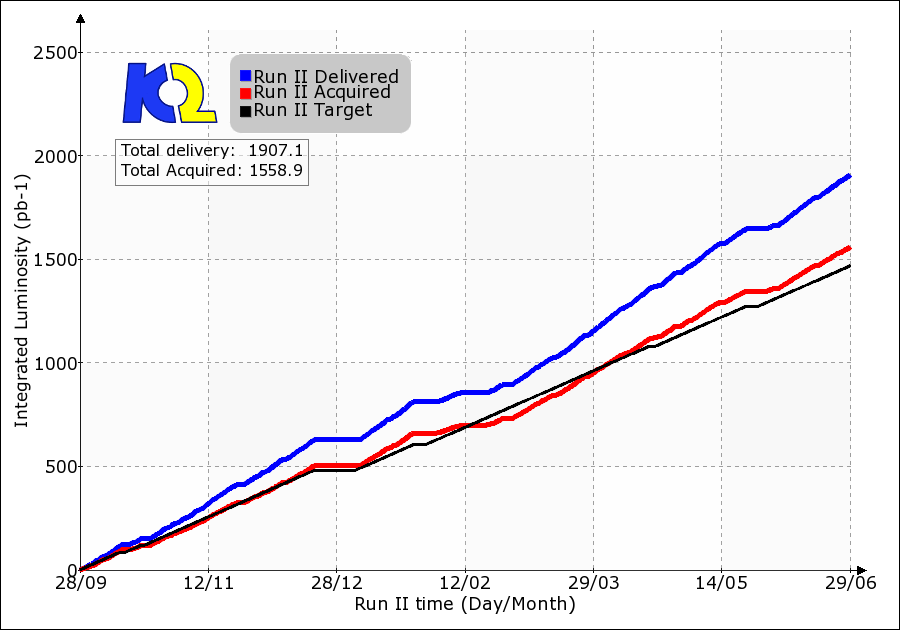 2500
2000
1500
1000
500
0
Integrated Luminosity (pb-1)
K2
Run II Delivered
Run II Acquired
Run II Target
Total delivery: 1907.1
Total Acquired: 1558.9
28/09 12/11 28/12 12/02 29/03 14/05 29/06
Run II time (Day/Month)